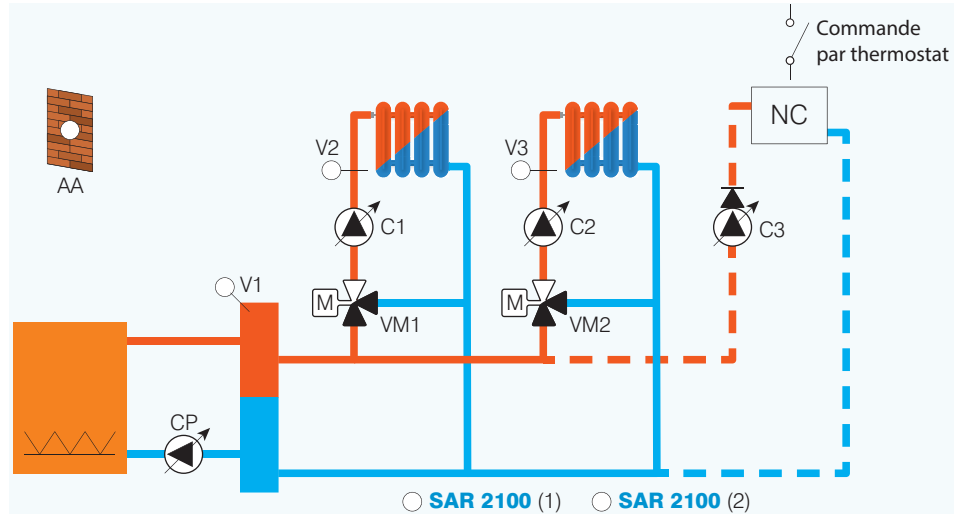 Commande
par thermostat
NC
V2
V3
AA
C1
C2
C3
V1
M
VM1
M
VM2
CP
SAR 2100 (1)
SAR 2100 (2)